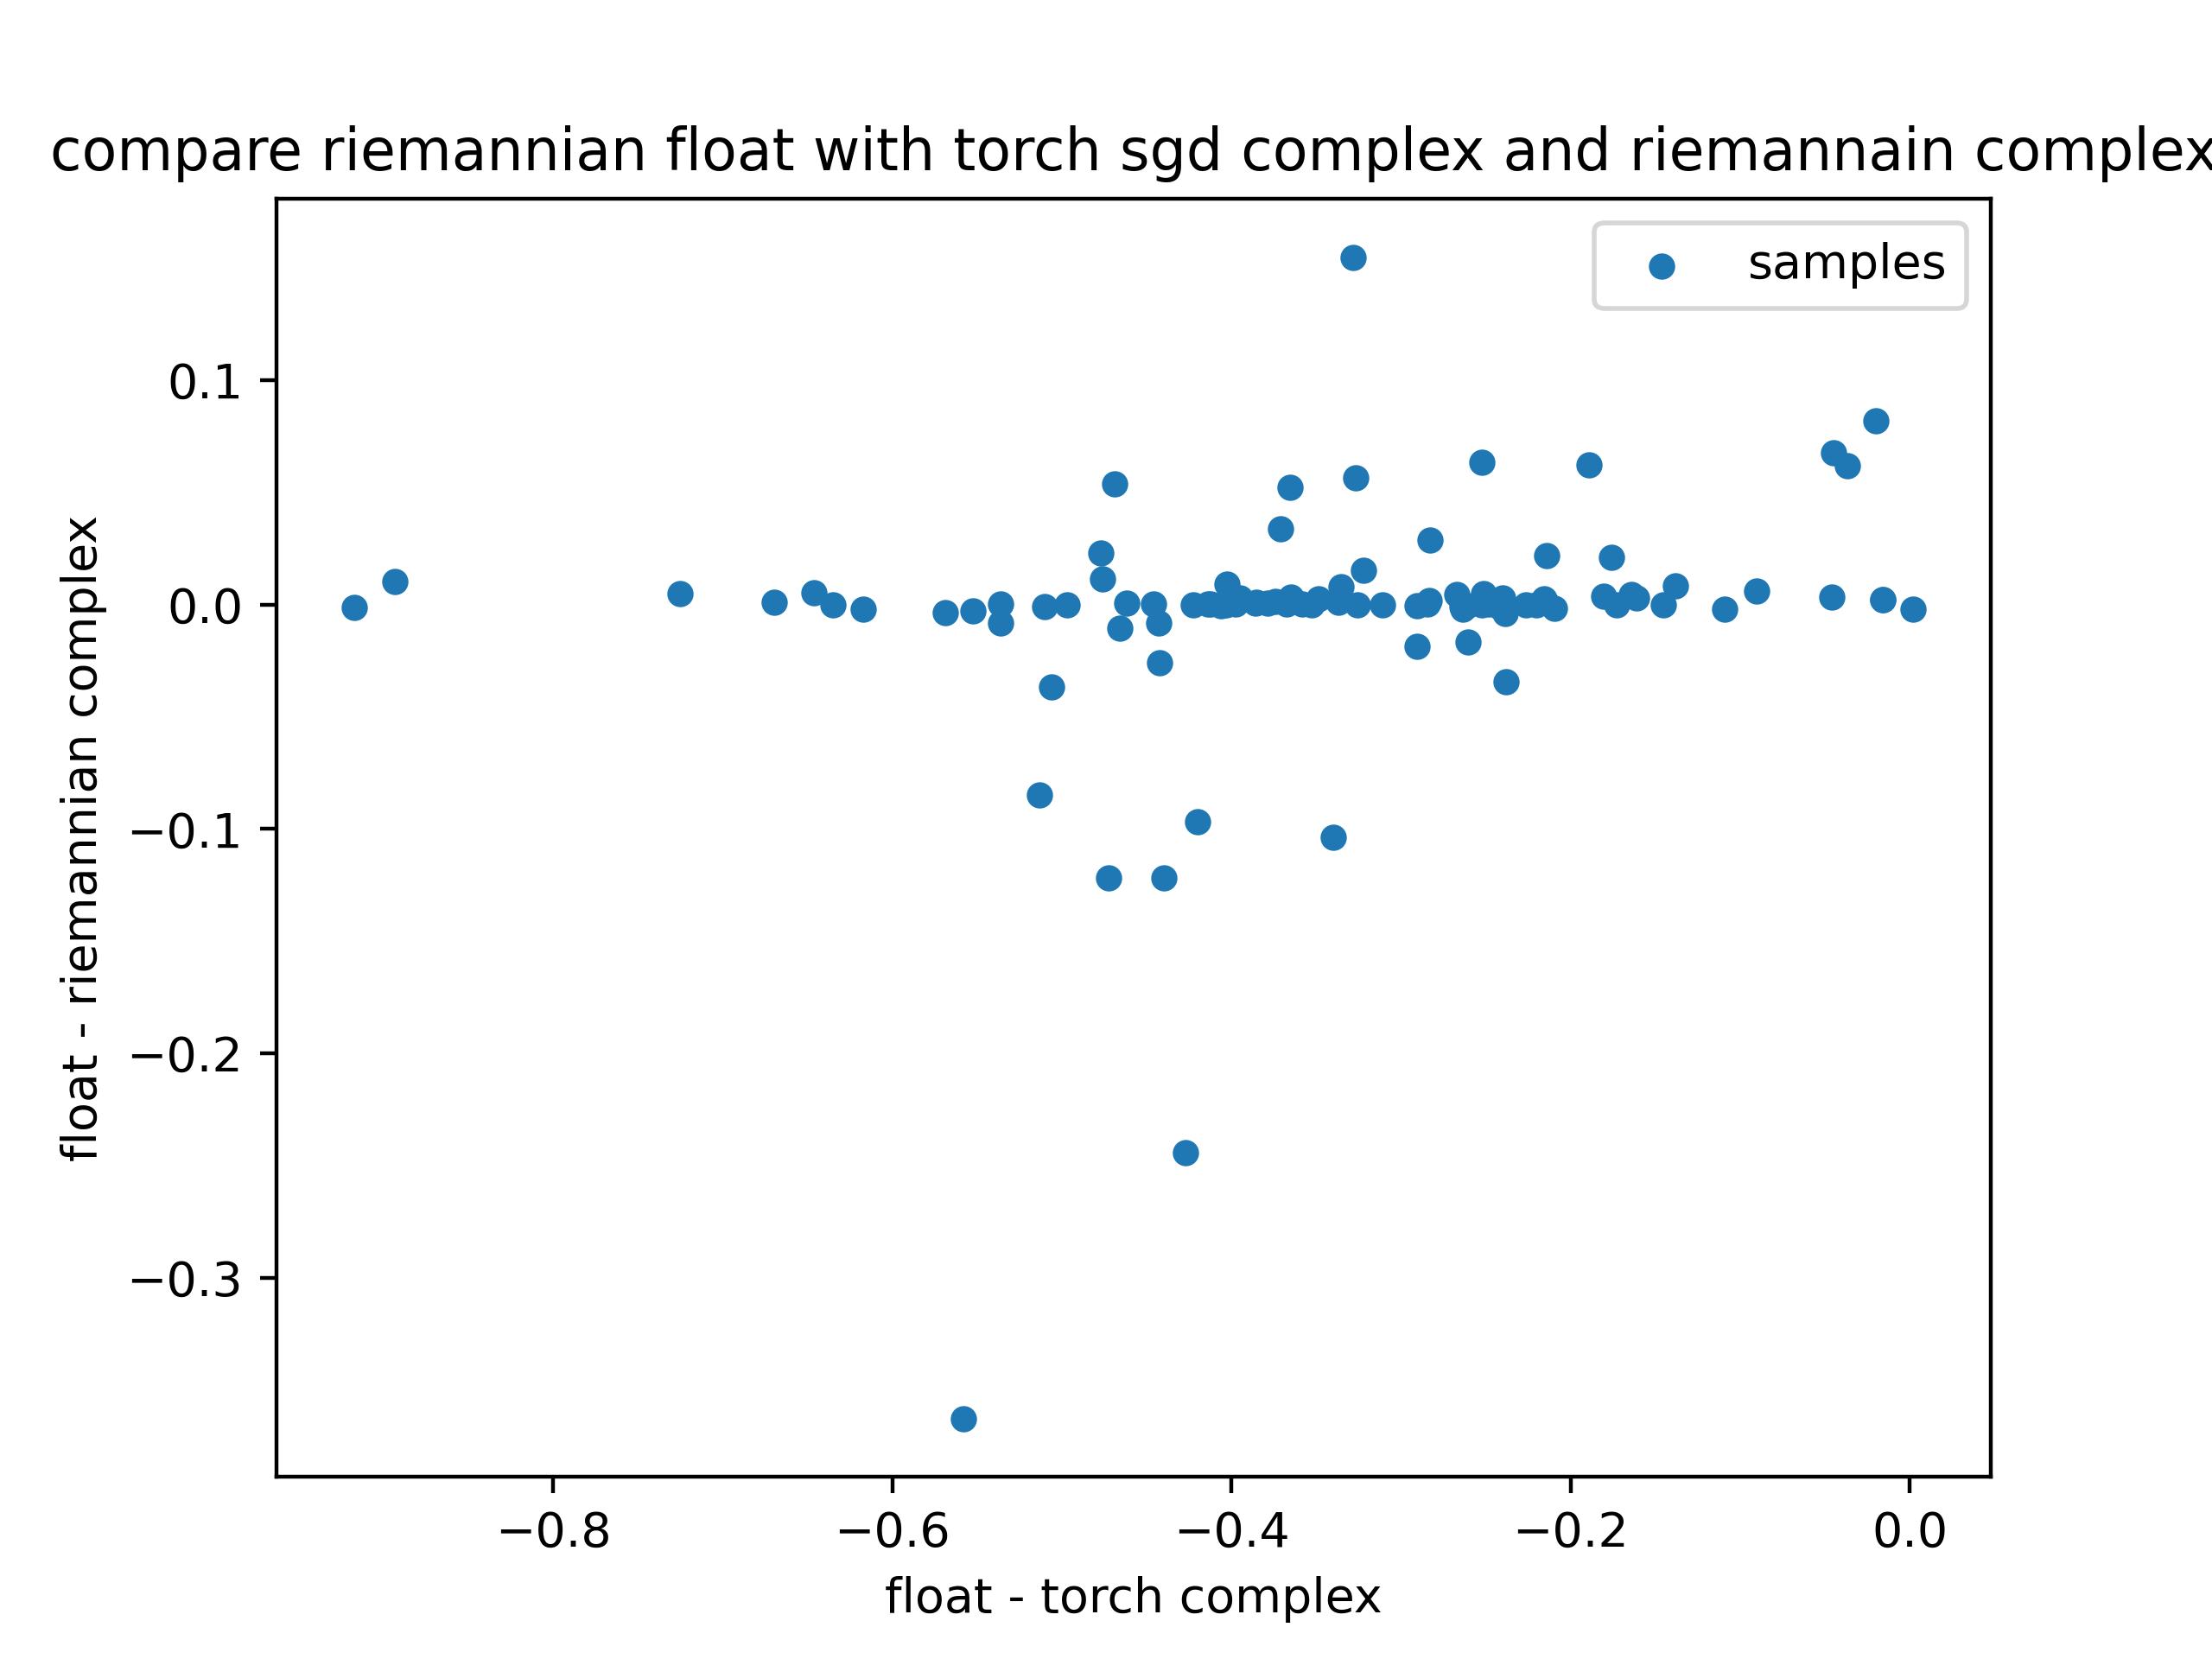 compare riemannian float with torch sgd complex and riemannain complex
samples
0.1
0.0
−0.1
−0.2
−0.3
float - riemannian complex
−0.8 −0.6 −0.4 −0.2 0.0
float - torch complex